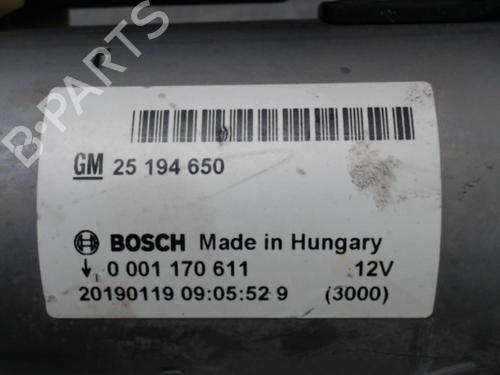 GM 25 194 650
BOSCH Made in Hungary
0 001 170 611 12V
20190119 09:05:52 9 (3000)
B-PARTS